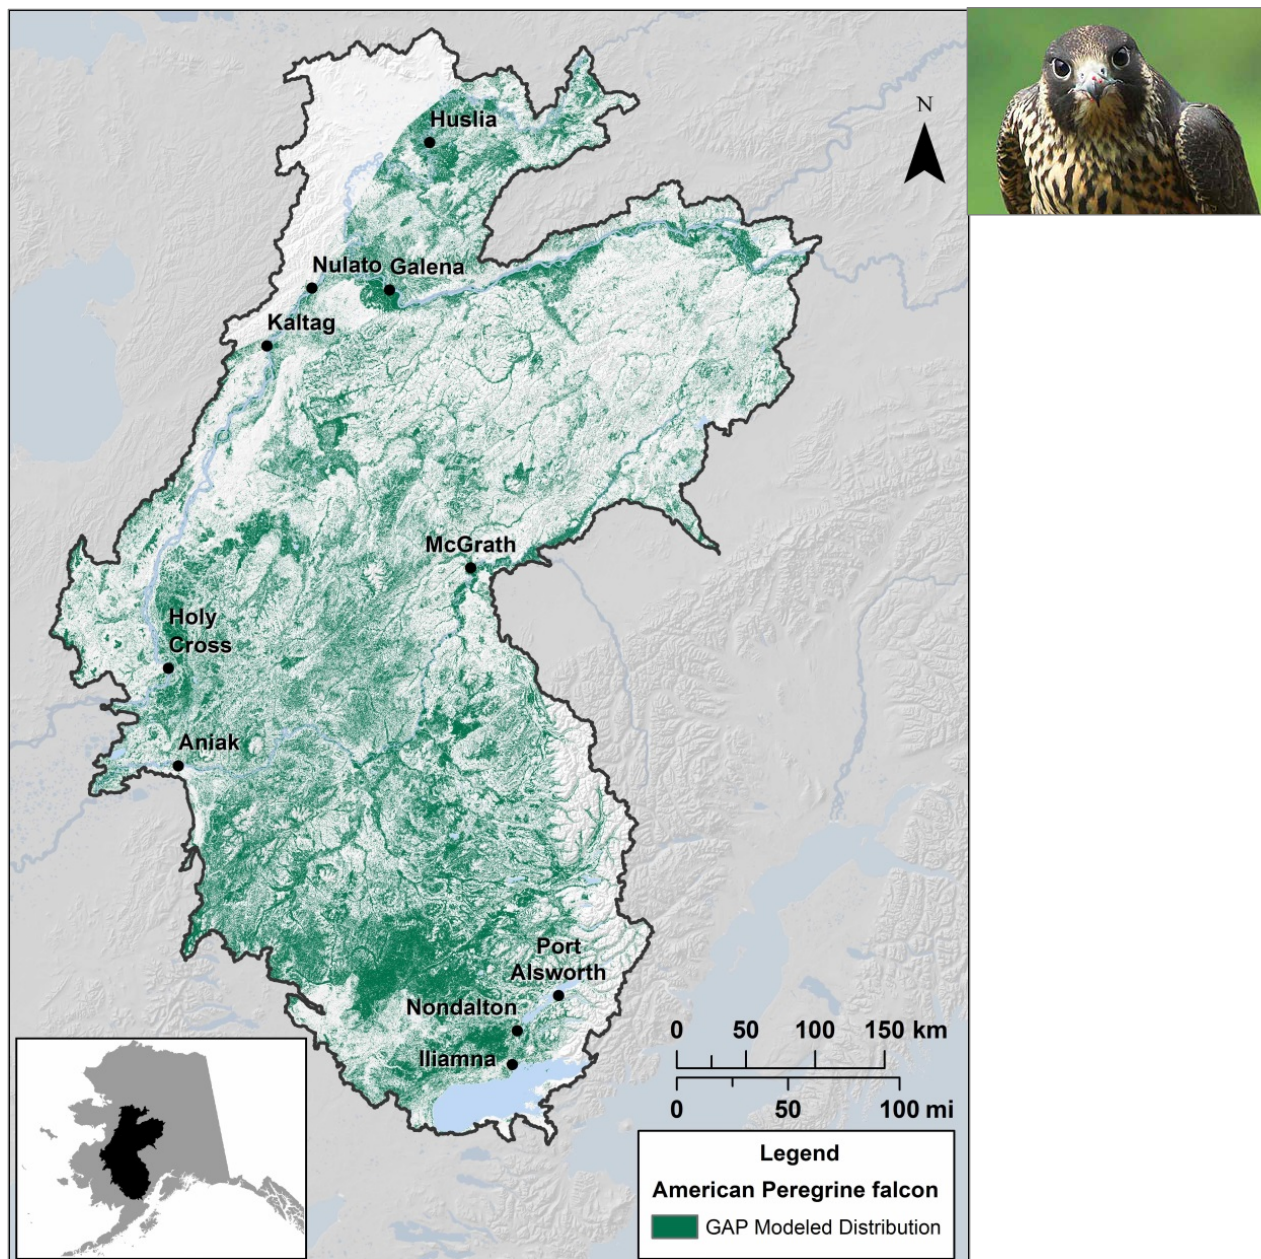 Huslia
N
Nulato
Galena
Kaltag
McGrath
Holy
Cross
Aniak
Port
Alsworth
Nondalton
Iliamna
0 50 100 150 km
0 50 100 mi
Legend
American Peregrine falcon
GAP Modeled Distribution